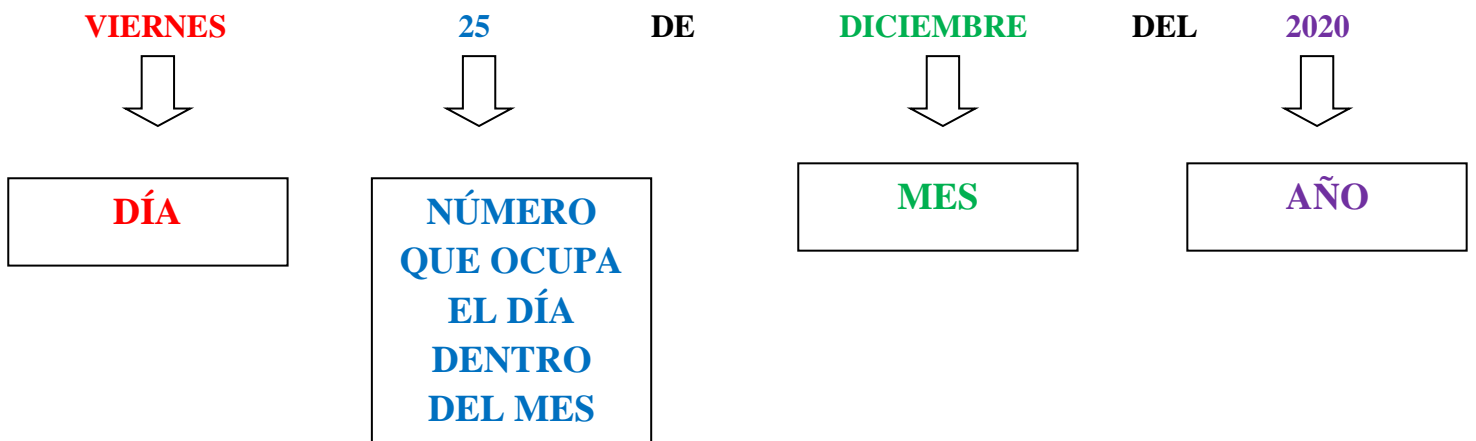 VIERNES 25 DE DICIEMBRE DEL 2020
DÍA
NÚMERO
QUE OCUPA
EL DÍA
DENTRO
DEL MES
MES
AÑO